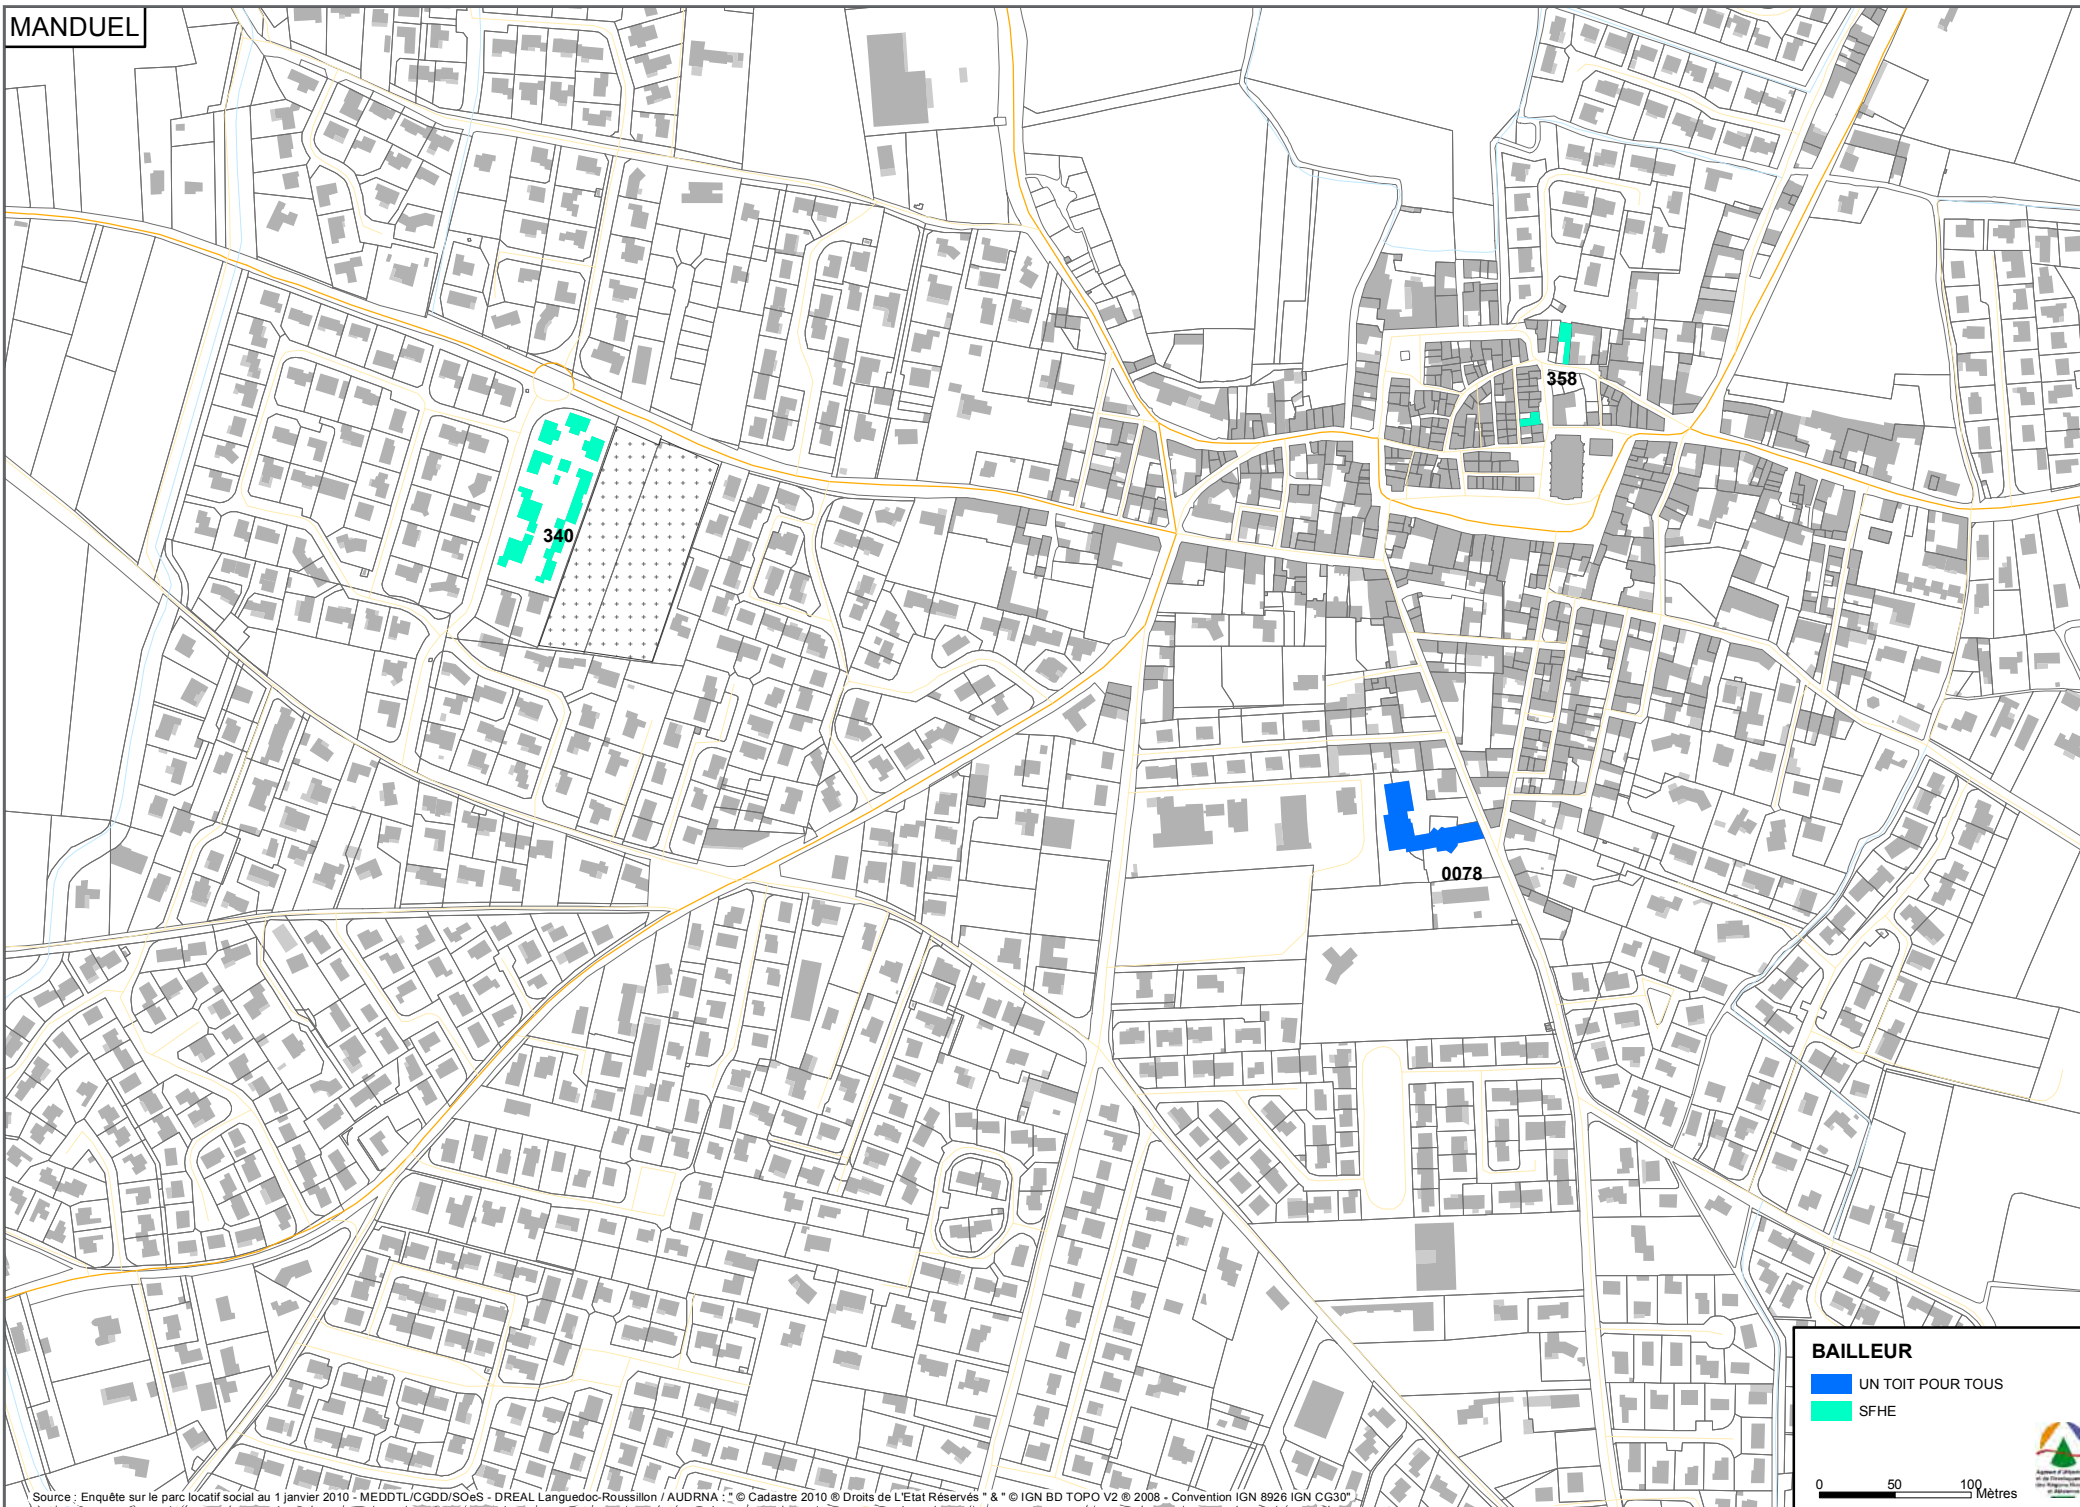 MANDUEL
358
340
0078
BAILLEUR
UN TOIT POUR TOUS
SFHE
0 50 100 Mètres
Source : Enquête sur le parc locatif social au 1 janvier 2010 - MEDDTL/CGDD/SOeS - DREAL Languedoc-Roussillon / AUDRNA : " © Cadastre 2010 ® Droits de L'Etat Réservés " & " © IGN BD TOPO V2 ® 2008 - Convention IGN 8926 IGN CG30"